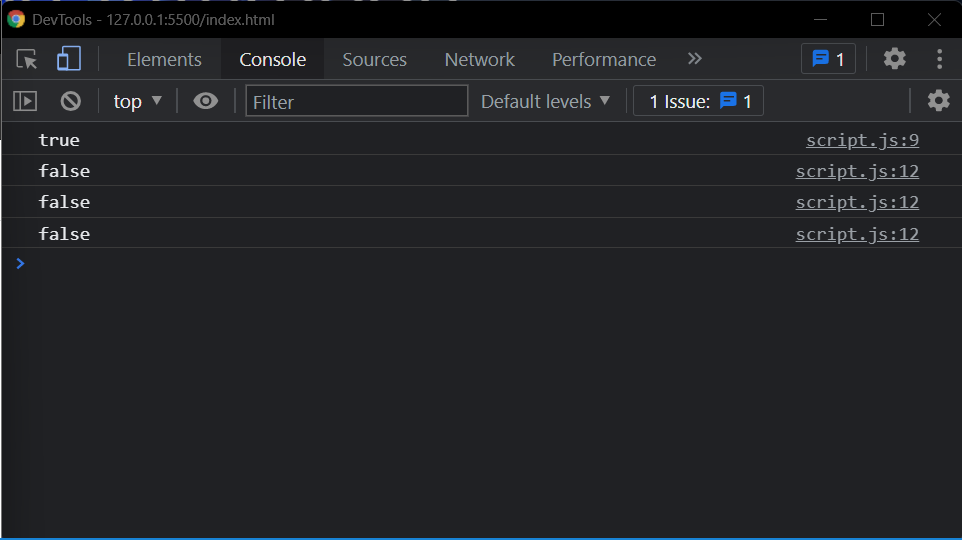 DevTools - 127.0.0.1:5500/index.html
Elements Console Sources Network Performance 1
top Filter Default levels 1 Issue: 1
true script.js:9
false script.js:12
false script.js:12
false script.js:12